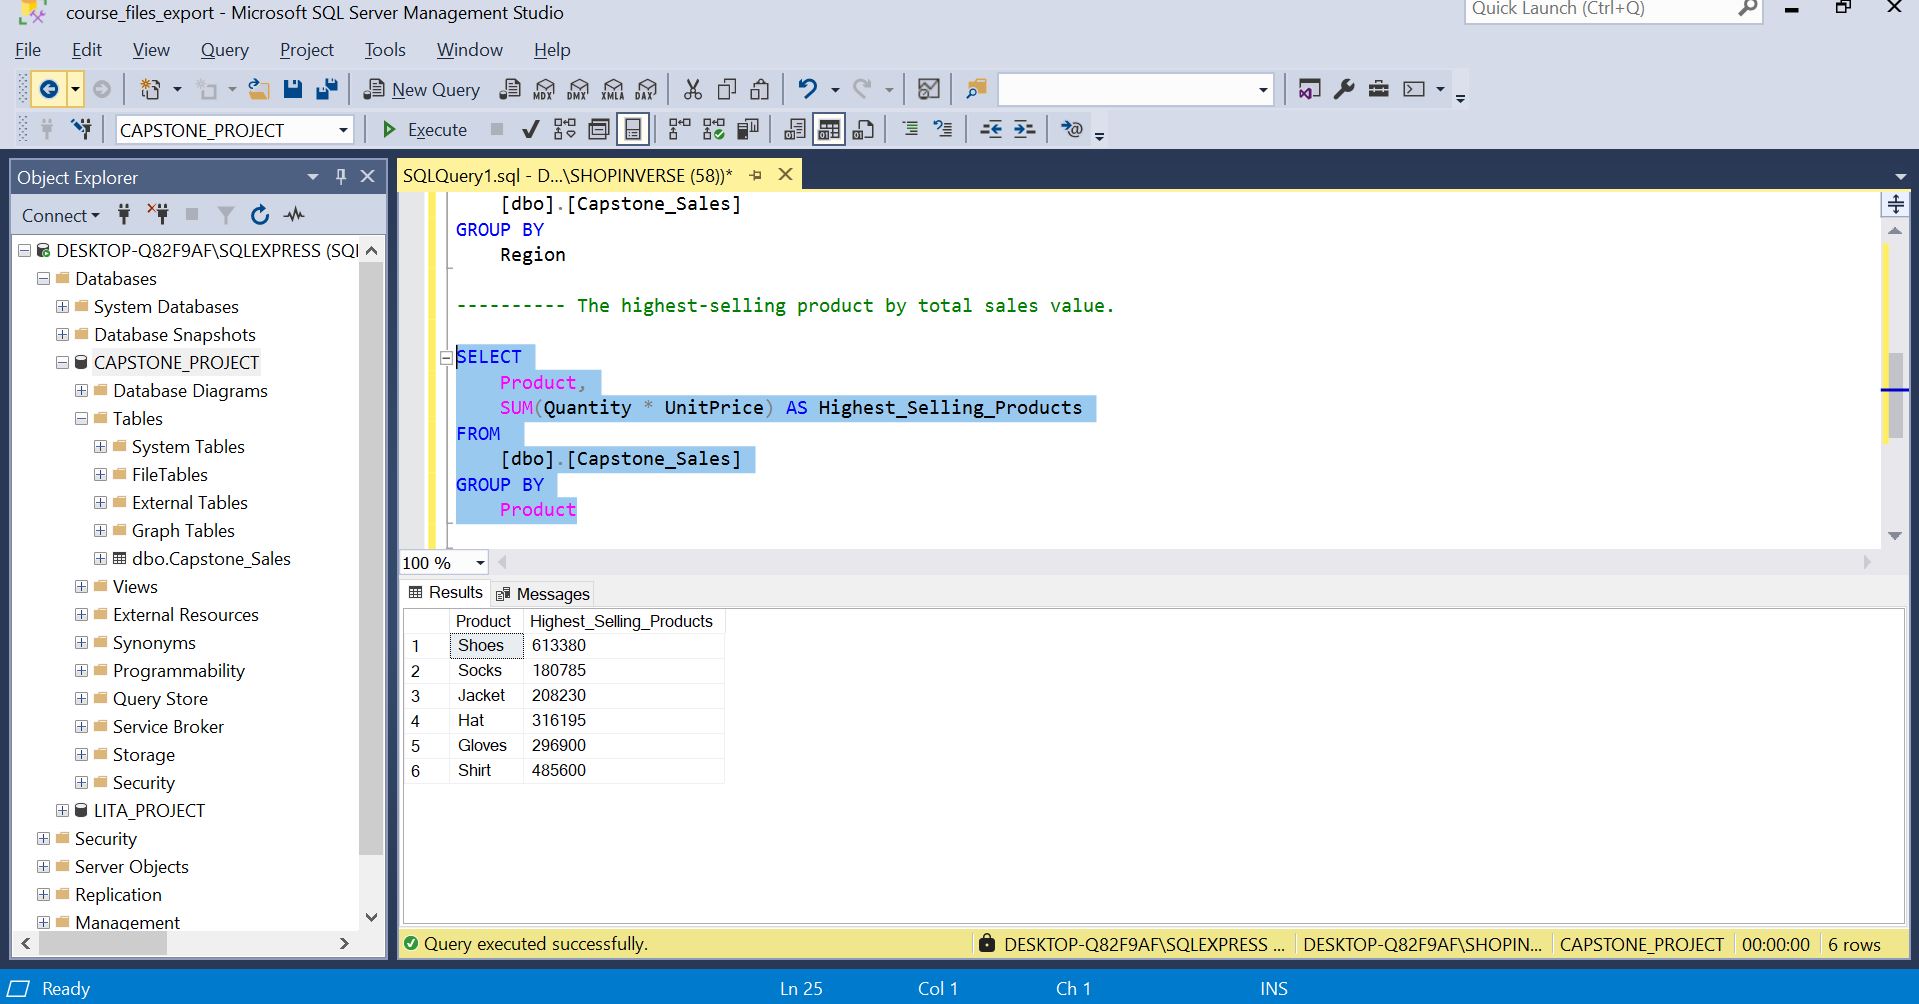 course_files_export - Microsoft SQL Server Management Studio
Quick Launch (Ctrl+Q)
File Edit View Query Project Tools Window Help
New Query MDX DMX XMLA DAX
CAPSTONE_PROJECT Execute
Object Explorer
Connect
DESKTOP-Q82F9AF\SQLEXPRESS (SQL
Databases
System Databases
Database Snapshots
CAPSTONE_PROJECT
Database Diagrams
Tables
System Tables
FileTables
External Tables
Graph Tables
dbo.Capstone_Sales
Views
External Resources
Synonyms
Programmability
Query Store
Service Broker
Storage
Security
LITA_PROJECT
Security
Server Objects
Replication
Management
SQLQuery1.sql - D...\SHOPINVERSE (58))*
[dbo].[Capstone_Sales]
GROUP BY
Region
---------- The highest-selling product by total sales value.
SELECT
Product,
SUM(Quantity * UnitPrice) AS Highest_Selling_Products
FROM
[dbo].[Capstone_Sales]
GROUP BY
Product
100 %
Results Messages
Product Highest_Selling_Products
1 Shoes 613380
2 Socks 180785
3 Jacket 208230
4 Hat 316195
5 Gloves 296900
6 Shirt 485600
Query executed successfully. DESKTOP-Q82F9AF\SQLEXPRESS ... DESKTOP-Q82F9AF\SHOPIN... CAPSTONE_PROJECT 00:00:00 6 rows
Ready Ln 25 Col 1 Ch 1 INS